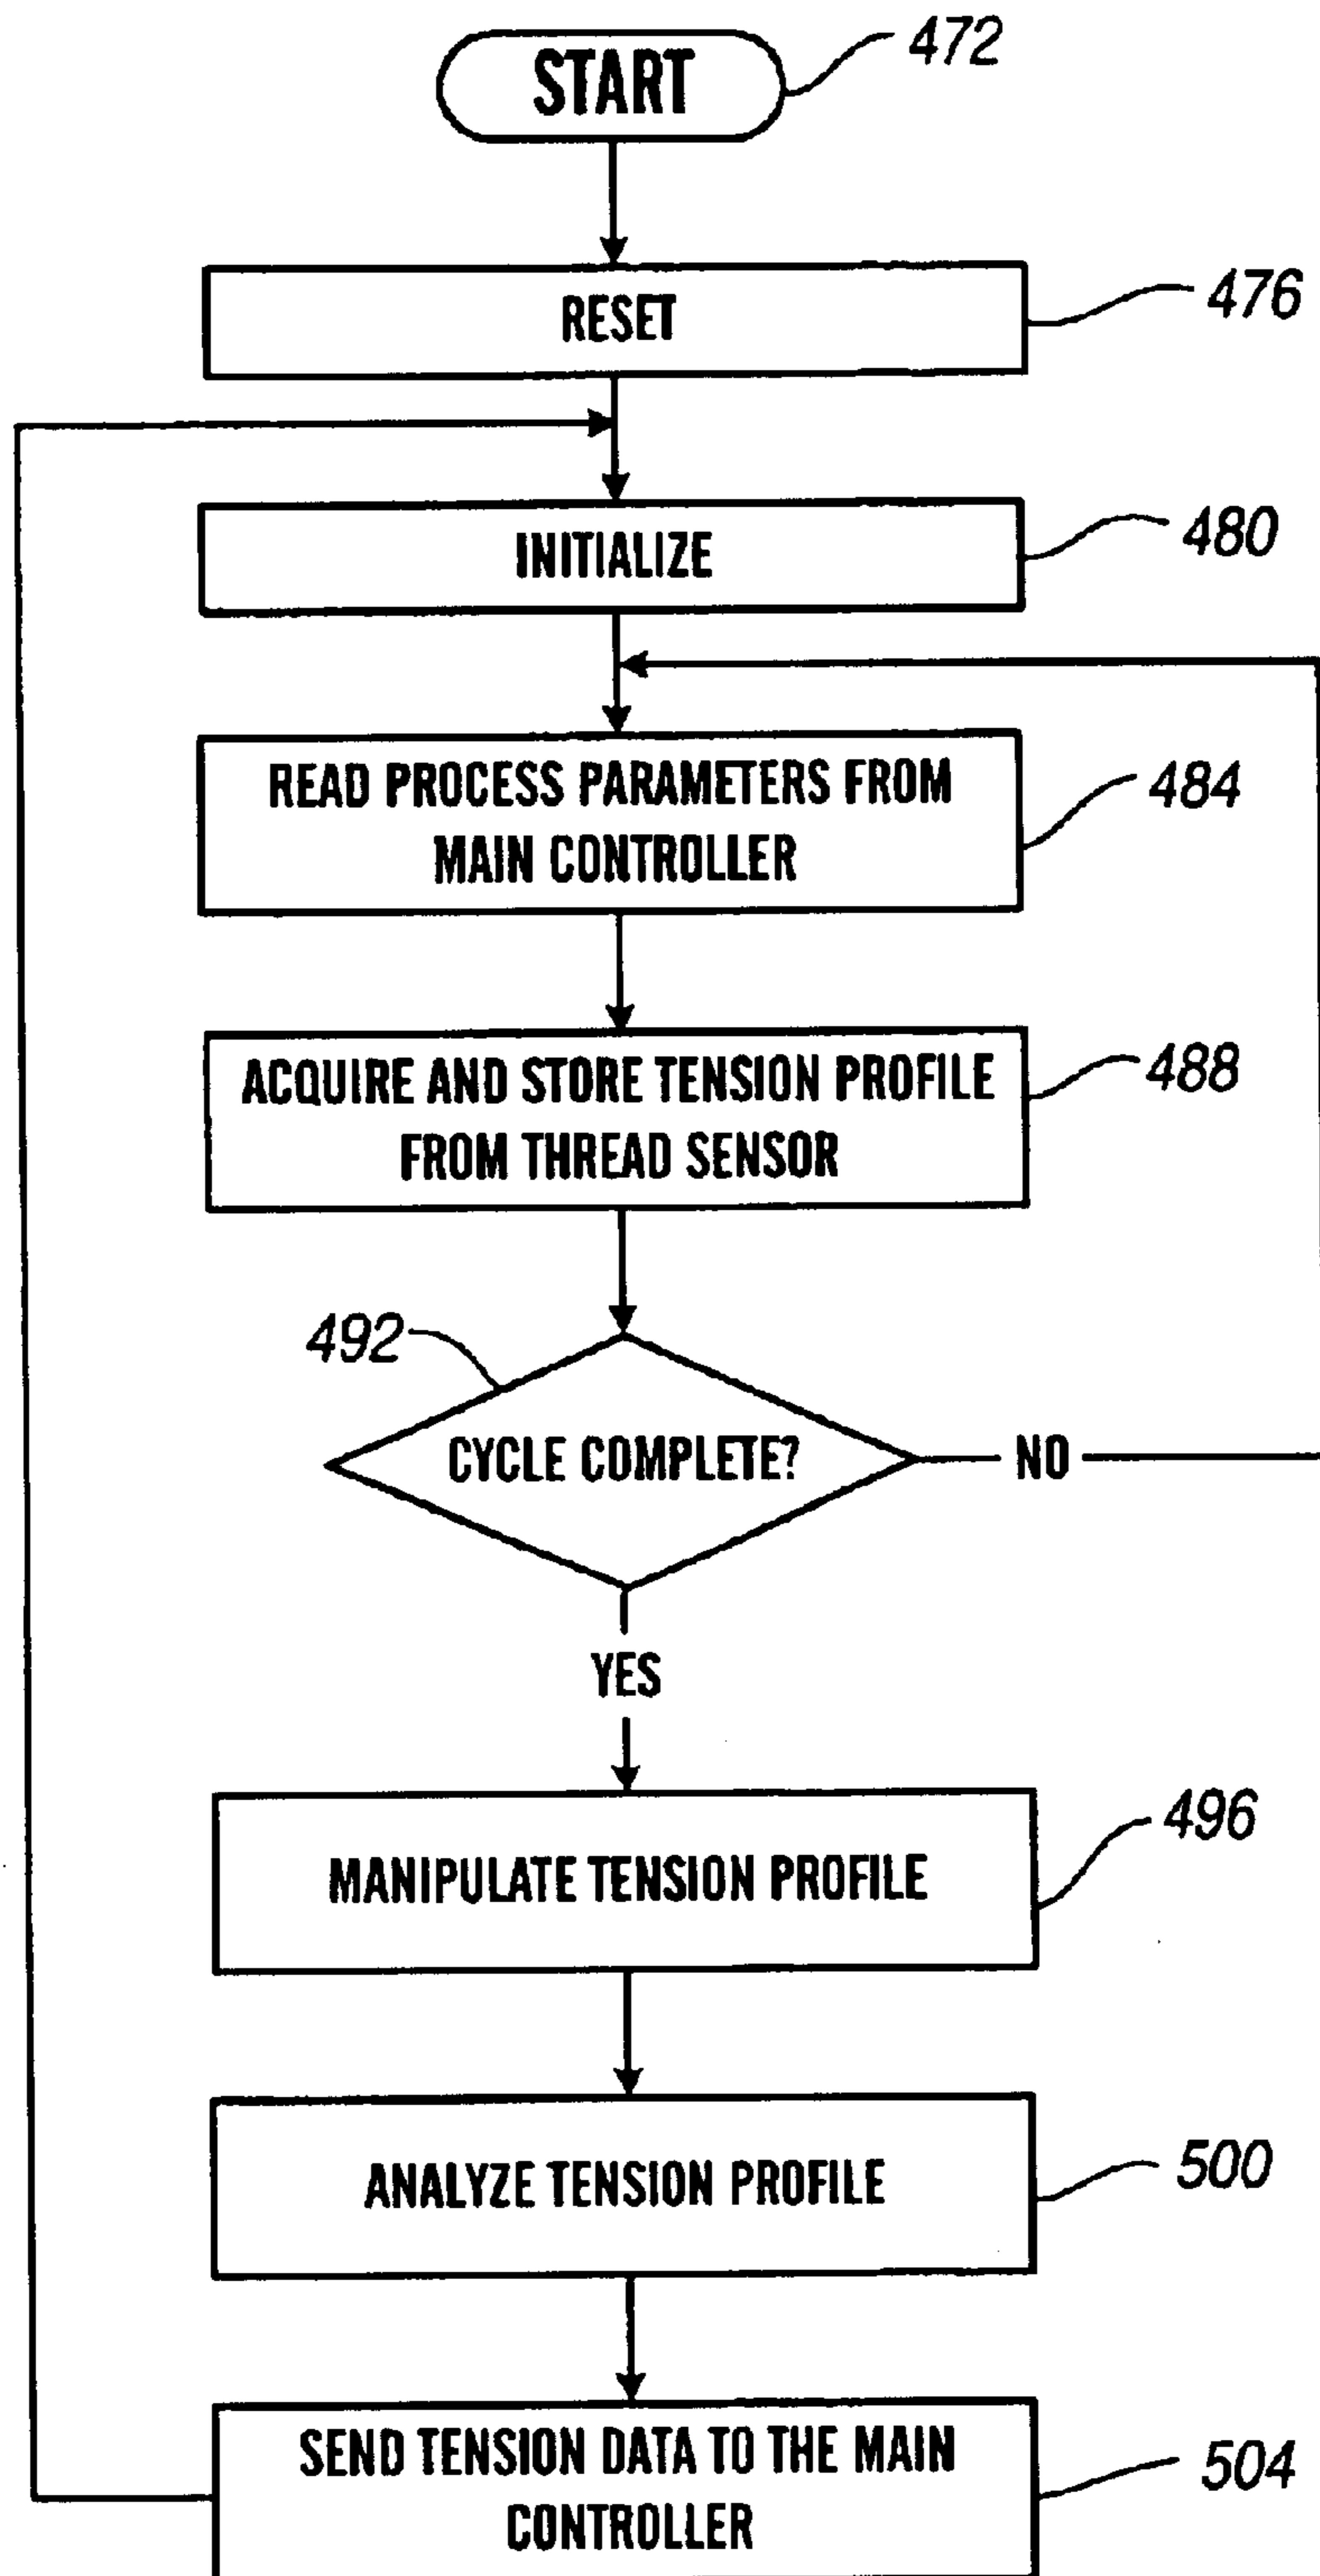 START
472
RESET
476
INITIALIZE
480
READ PROCESS PARAMETERS FROM
MAIN CONTROLLER
484
ACQUIRE AND STORE TENSION PROFILE
FROM THREAD SENSOR
488
492
CYCLE COMPLETE?
NO
YES
MANIPULATE TENSION PROFILE
496
ANALYZE TENSION PROFILE
500
SEND TENSION DATA TO THE MAIN
CONTROLLER
504